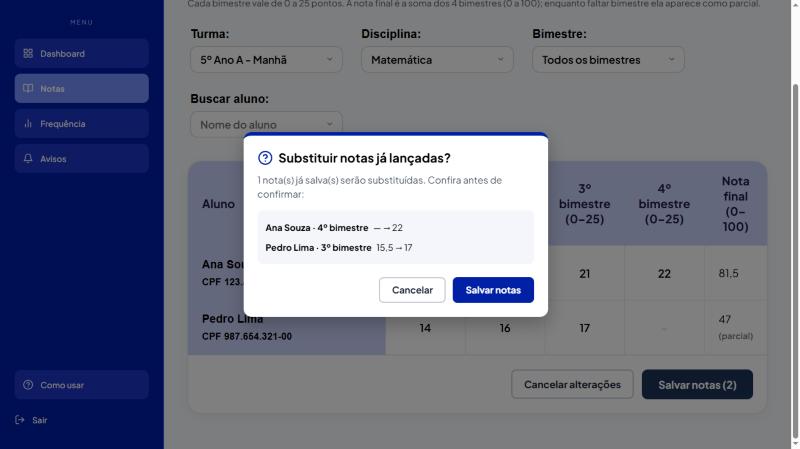 Cada bimestre vale de 0 a 25 pontos. A nota final é a soma dos 4 bimestres (0 a 100); enquanto faltar bimestre ela aparece como parcial.
MENU
Dashboard
Notas
Frequência
Avisos
Como usar
Sair
Turma:
Disciplina:
Bimestre:
5º Ano A - Manhã
Matemática
Todos os bimestres
Buscar aluno:
Nome do aluno
Substituir notas já lançadas?
1 nota(s) já salva(s) serão substituídas. Confira antes de
confirmar:
Ana Souza · 4º bimestre — → 22
Pedro Lima · 3º bimestre 15,5 → 17
Cancelar
Salvar notas
Aluno
3º
bimestre
(0–25)
4º
bimestre
(0–25)
Nota
final
(0–
100)
Ana Sou
CPF 123.
21
22
81,5
Pedro Lima
CPF 987.654.321-00
14
16
17
-
47
(parcial)
Cancelar alterações
Salvar notas (2)